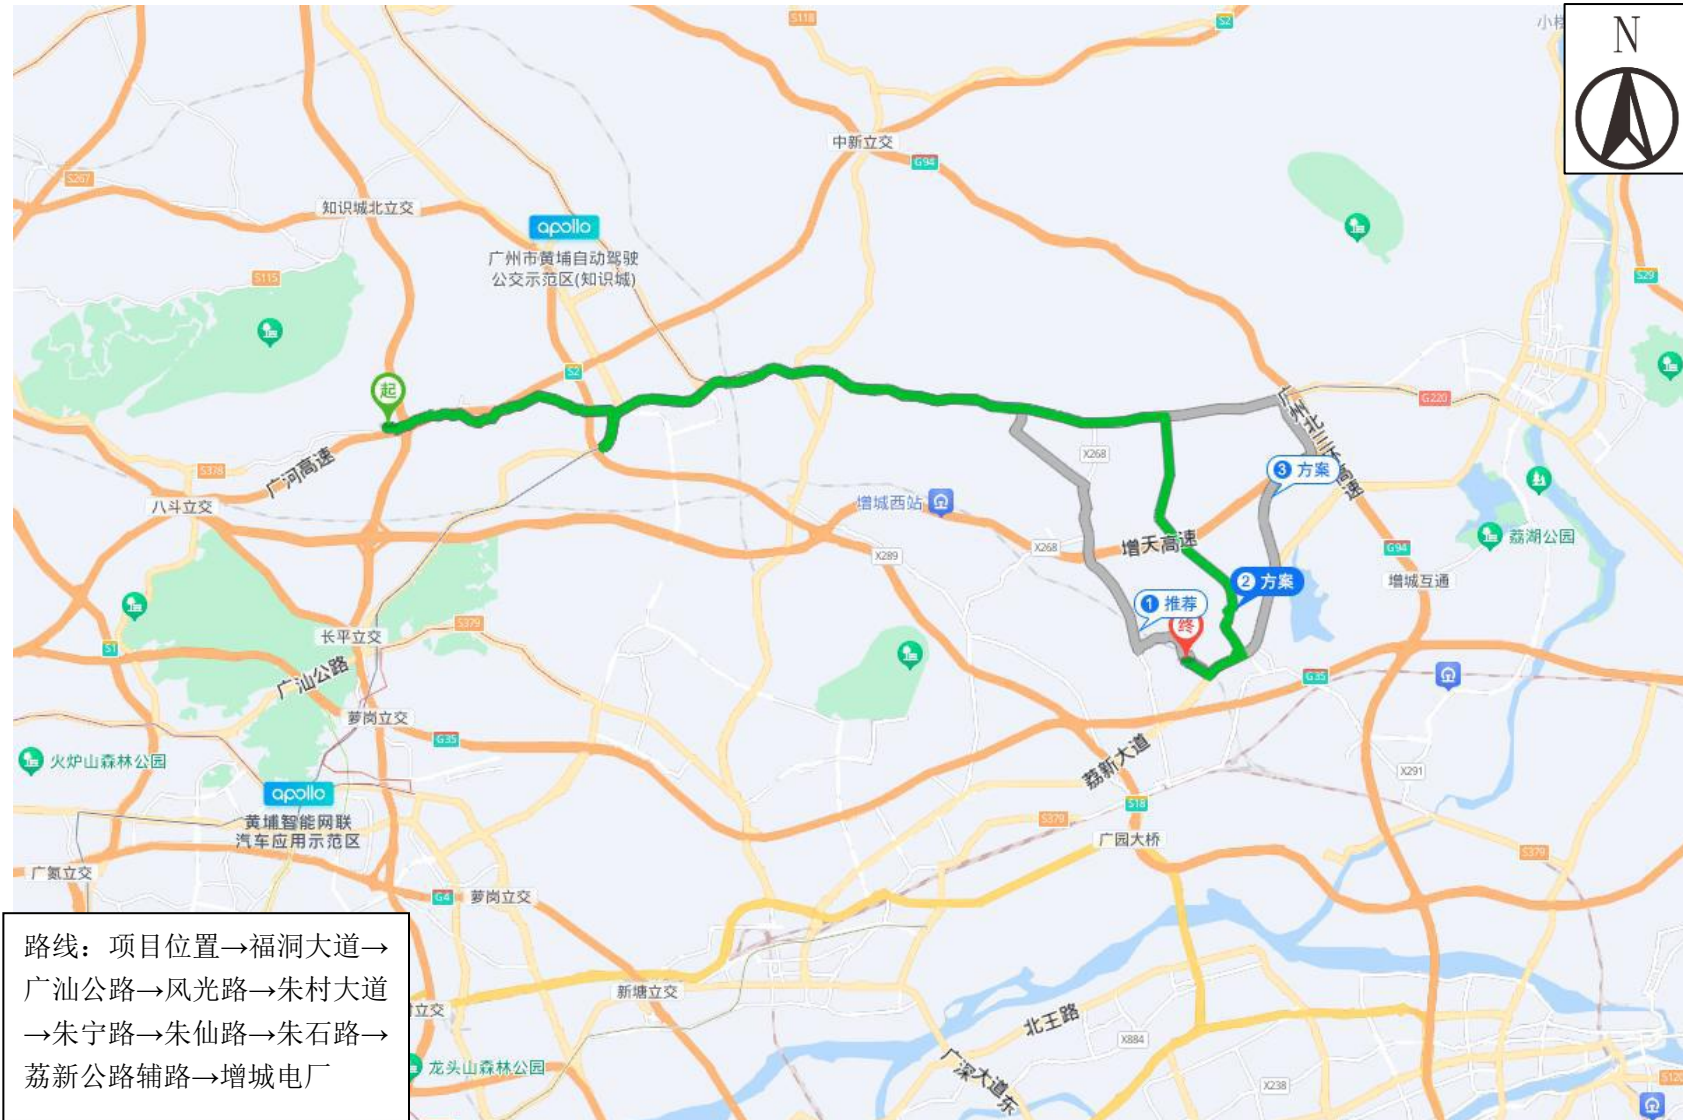 S118
S2
小楼
N
中新立交
G94
S267
知识城北立交
apollo
广州市黄埔自动驾驶
公交示范区(知识城)
S115
S29
S2
起
G220
广州北三环高速
S378
广河高速
X268
3 方案
八斗立交
增城西站
荔湖公园
增天高速
X268
X289
G94
增城互通
2 方案
1 推荐
终
S379
长平立交
S1
广汕公路
G35
萝岗立交
G35
火炉山森林公园
荔新大道
X291
apollo
黄埔智能网联
汽车应用示范区
S18
S379
广园大桥
S379
广氮立交
G4
萝岗立交
路线：项目位置→福洞大道→
广汕公路→风光路→朱村大道
→朱宁路→朱仙路→朱石路→
荔新公路辅路→增城电厂
新塘立交
立交
北王路
X884
龙头山森林公园
广深大道东
X238
S120